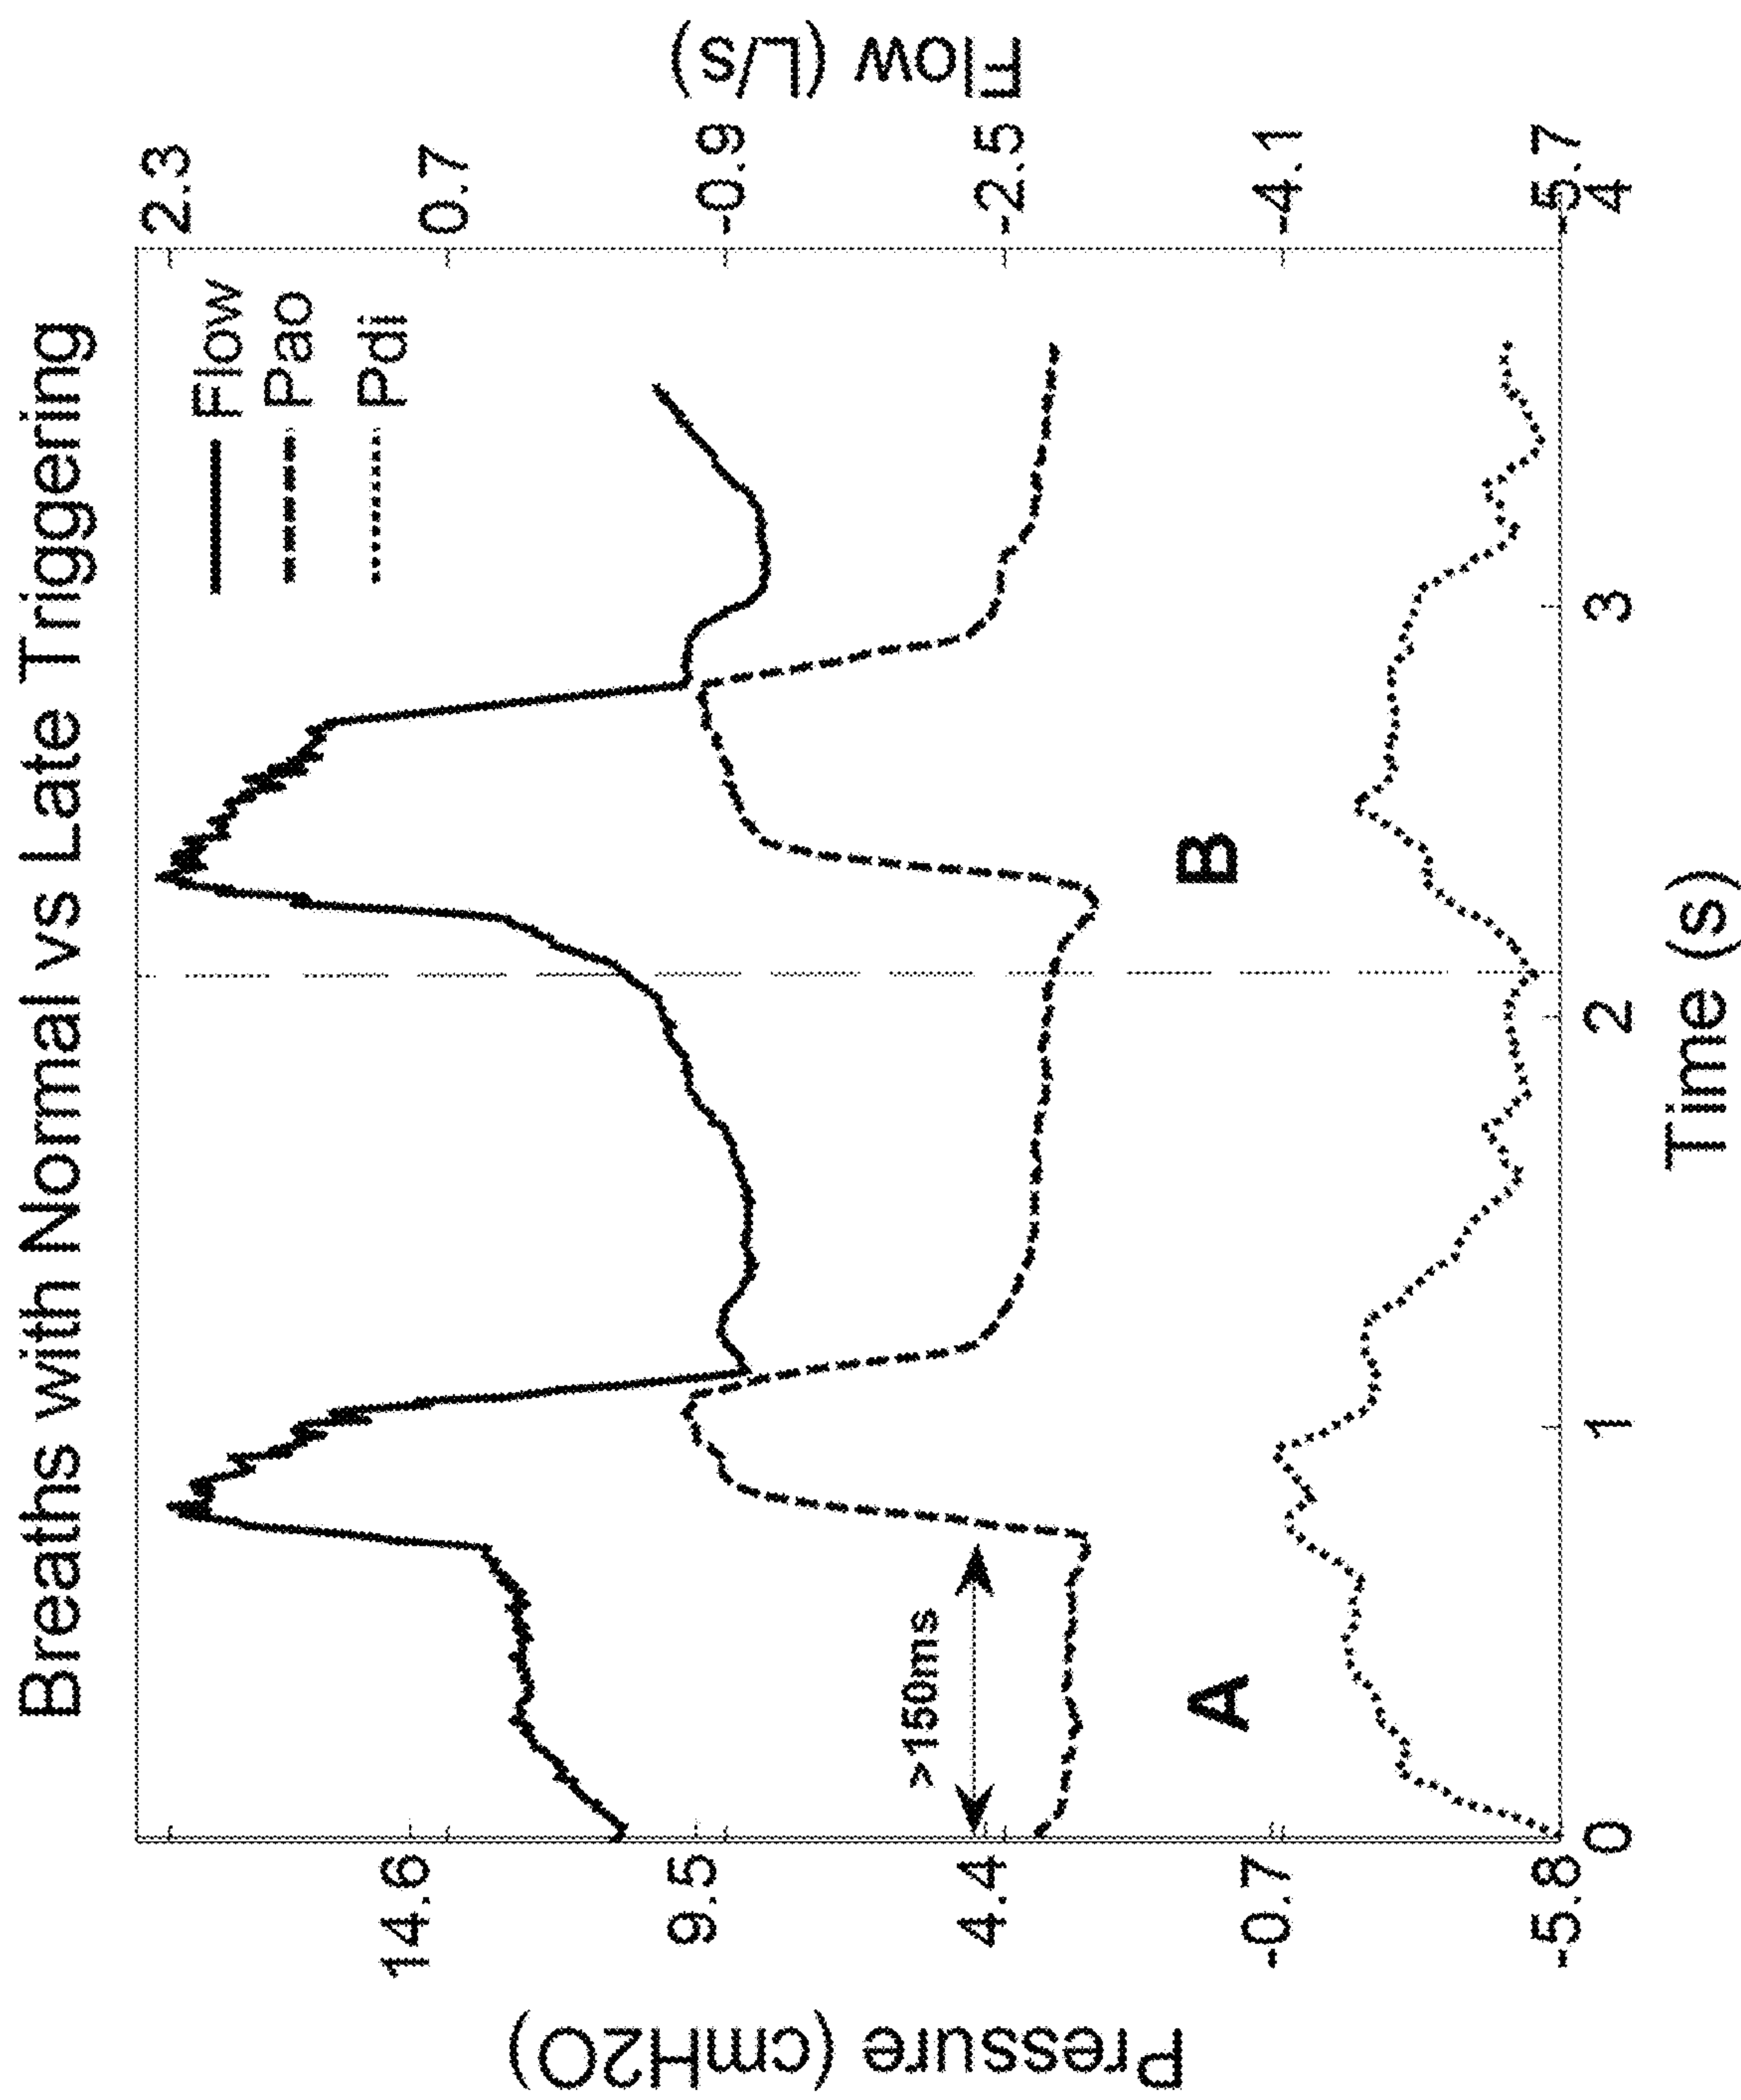 Breaths with Normal vs Late Triggering
Flow
Pao
Pdi
Pressure (cmH2O)
14.6
9.5
4.4
-0.7
-5.8
Flow (L/s)
2.3
0.7
-0.9
-2.5
-4.1
-5.7
>150ms
A
B
0
1
2
3
4
Time (s)